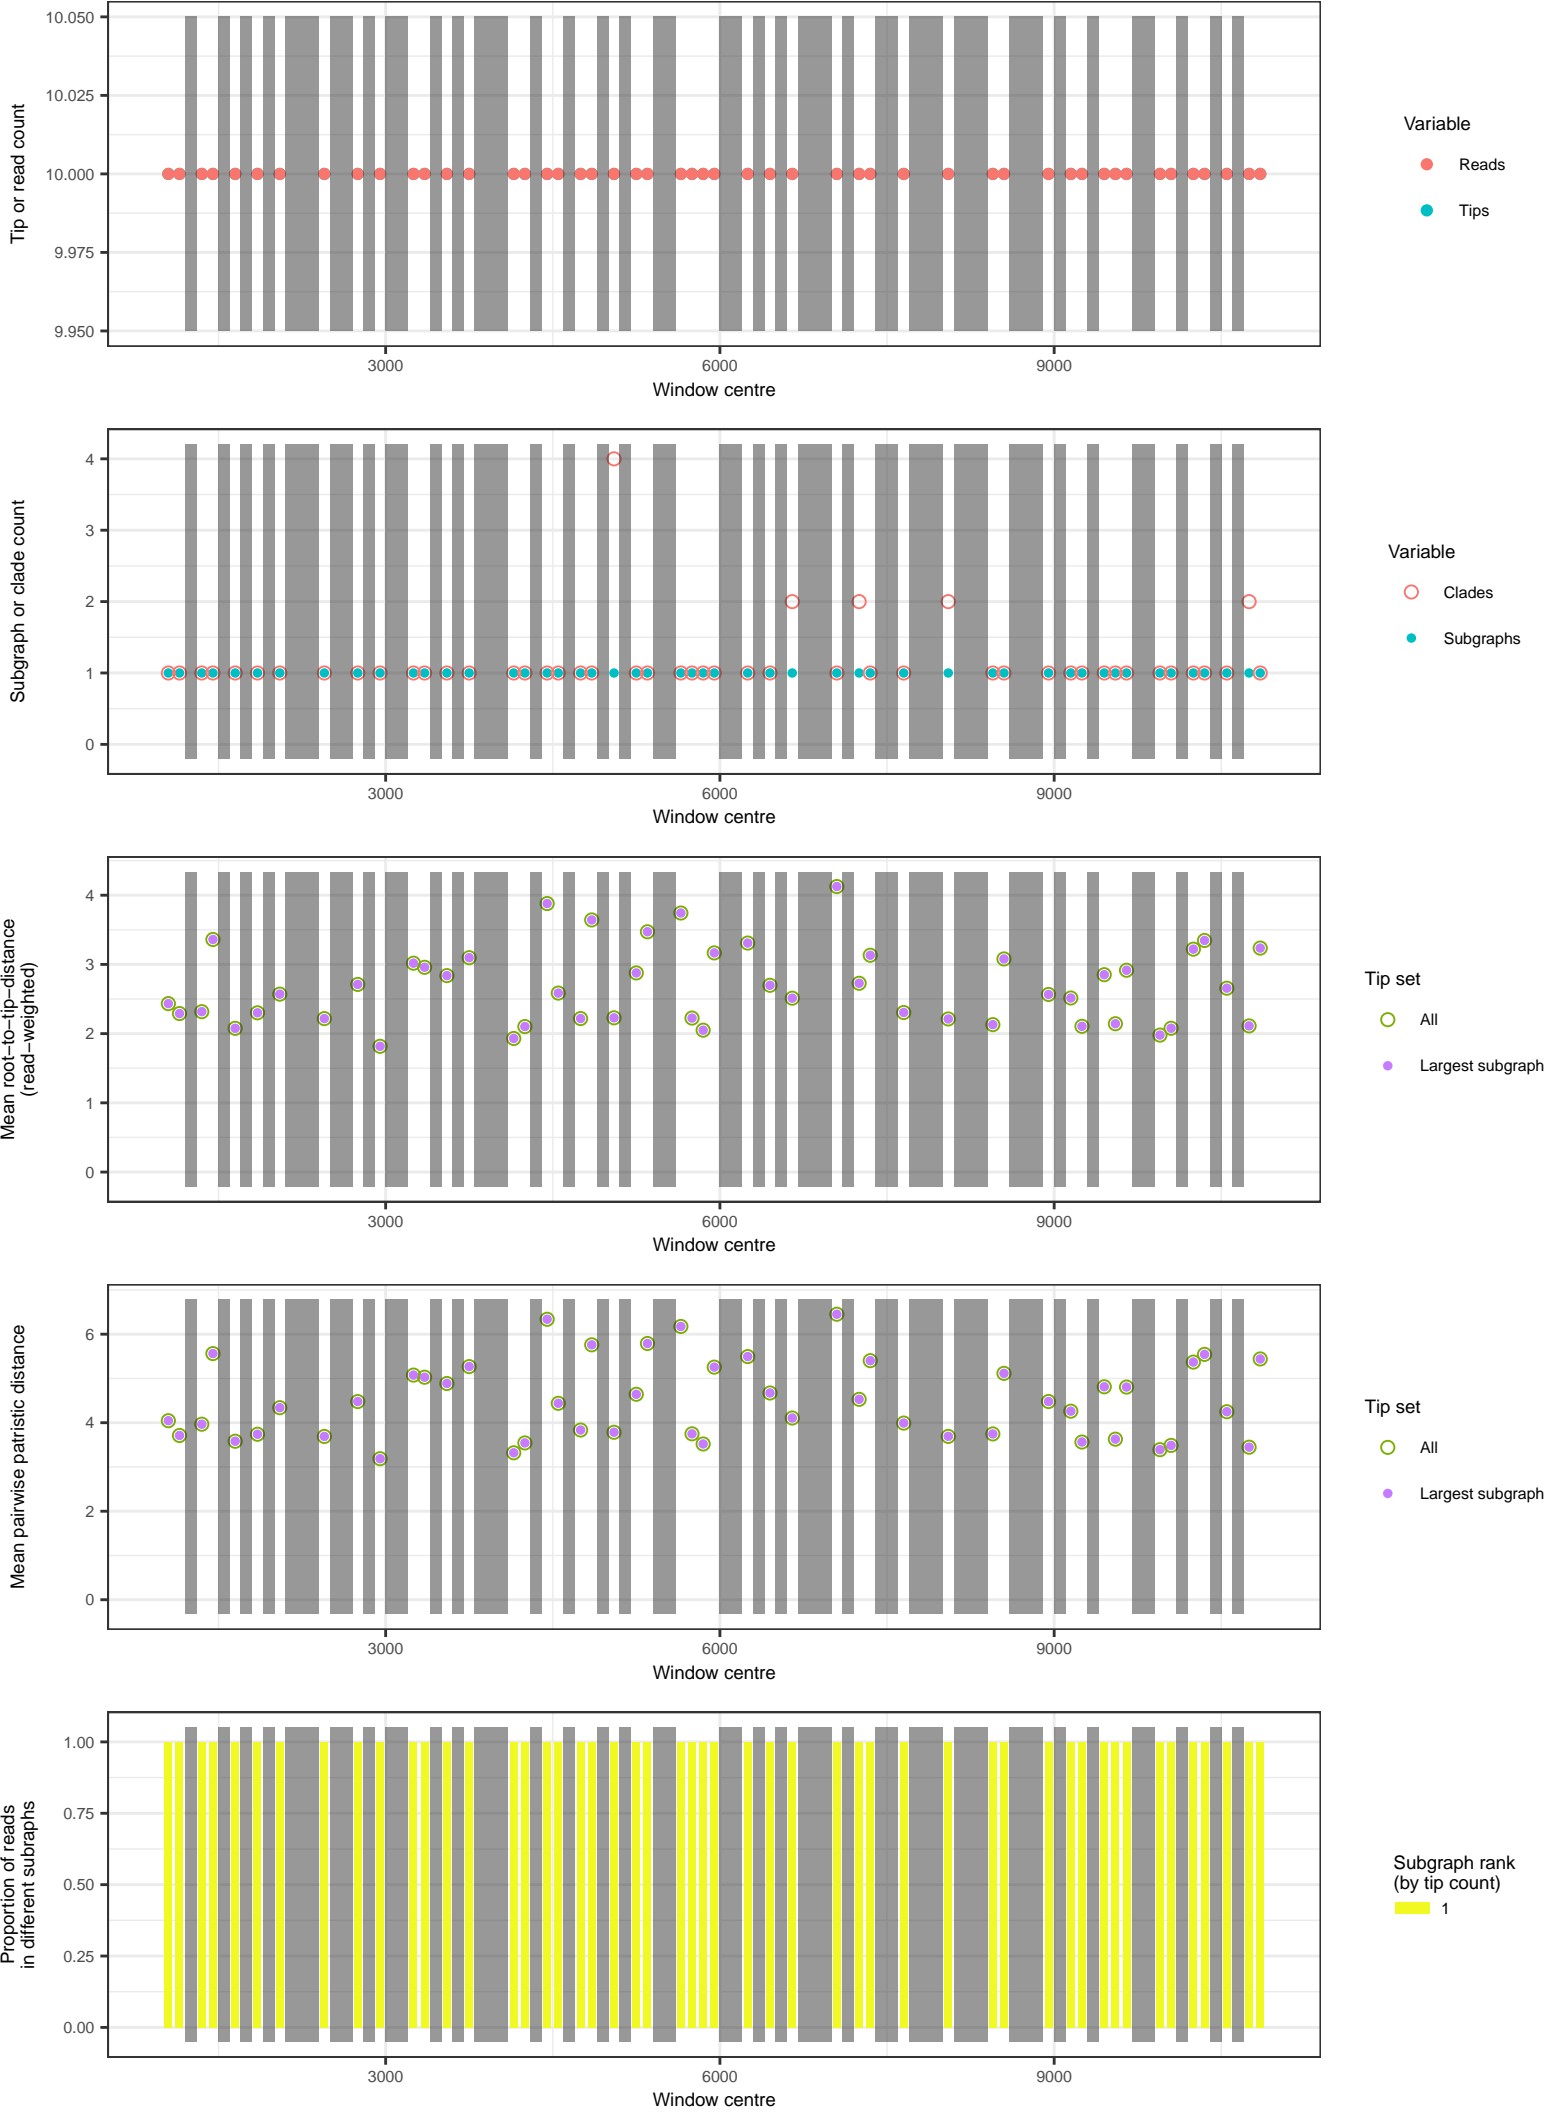 10.050
10.025
10.000
9.975
9.950
Tip or read count
3000
6000
9000
Window centre
Variable
Reads
Tips
4
3
2
1
0
Subgraph or clade count
3000
6000
9000
Window centre
Variable
Clades
Subgraphs
4
3
2
1
0
Mean root−to−tip−distance
(read−weighted)
3000
6000
9000
Window centre
Tip set
All
Largest subgraph
6
4
2
0
Mean pairwise patristic distance
3000
6000
9000
Window centre
Tip set
All
Largest subgraph
1.00
0.75
0.50
0.25
0.00
Proportion of reads
in different subraphs
3000
6000
9000
Window centre
Subgraph rank
(by tip count)
1